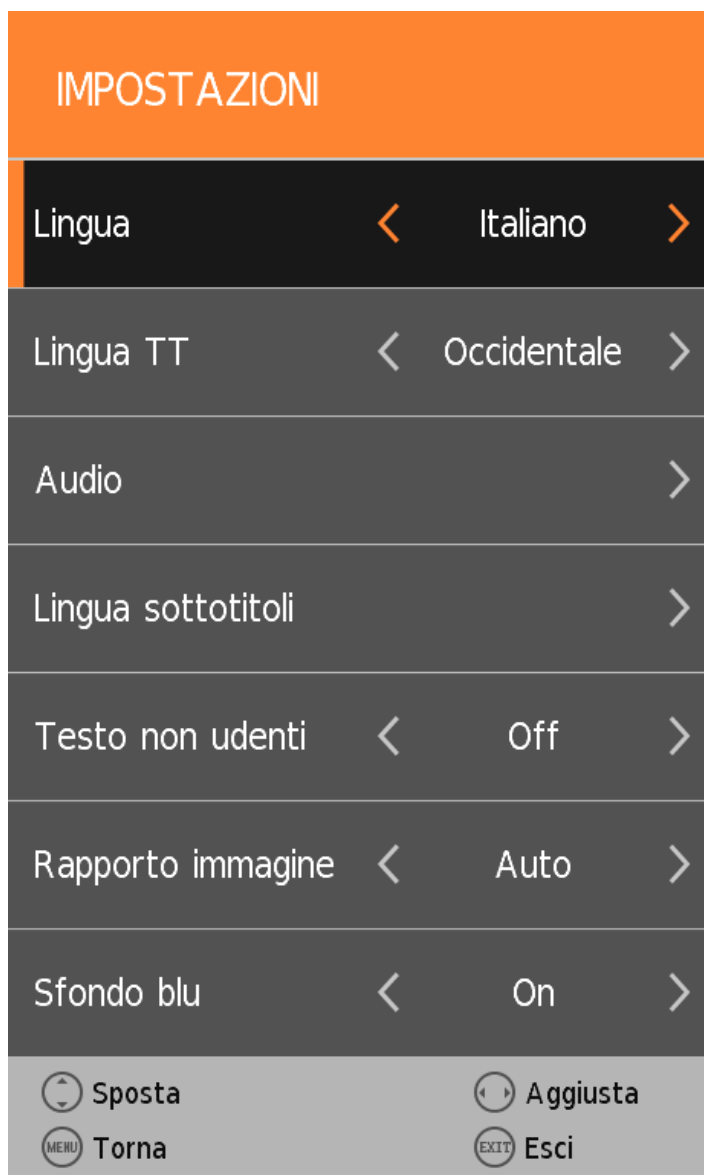 IMPOSTAZIONI
Lingua Italiano
Lingua TT Occidentale
Audio
Lingua sottotitoli
Testo non udenti Off
Rapporto immagine Auto
Sfondo blu On
Sposta Aggiusta
MENU Torna EXIT Esci